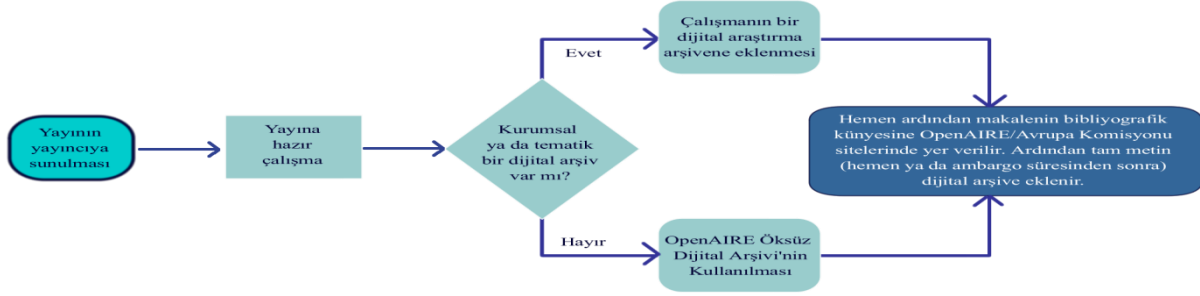 Yayının
yayıncıya
sunulması
Yayına
hazır
çalışma
Kurumsal
ya da tematik
bir dijital arşiv
var mı?
Evet
Çalışmanın bir
dijital araştırma
arşivene eklenmesi
Hayır
OpenAIRE Öksüz
Dijital Arşivi'nin
Kullanılması
Hemen ardından makalenin bibliyografik
künyesine OpenAIRE/Avrupa Komisyonu
sitelerinde yer verilir. Ardından tam metin
(hemen ya da ambargo süresinden sonra)
dijital arşive eklenir.